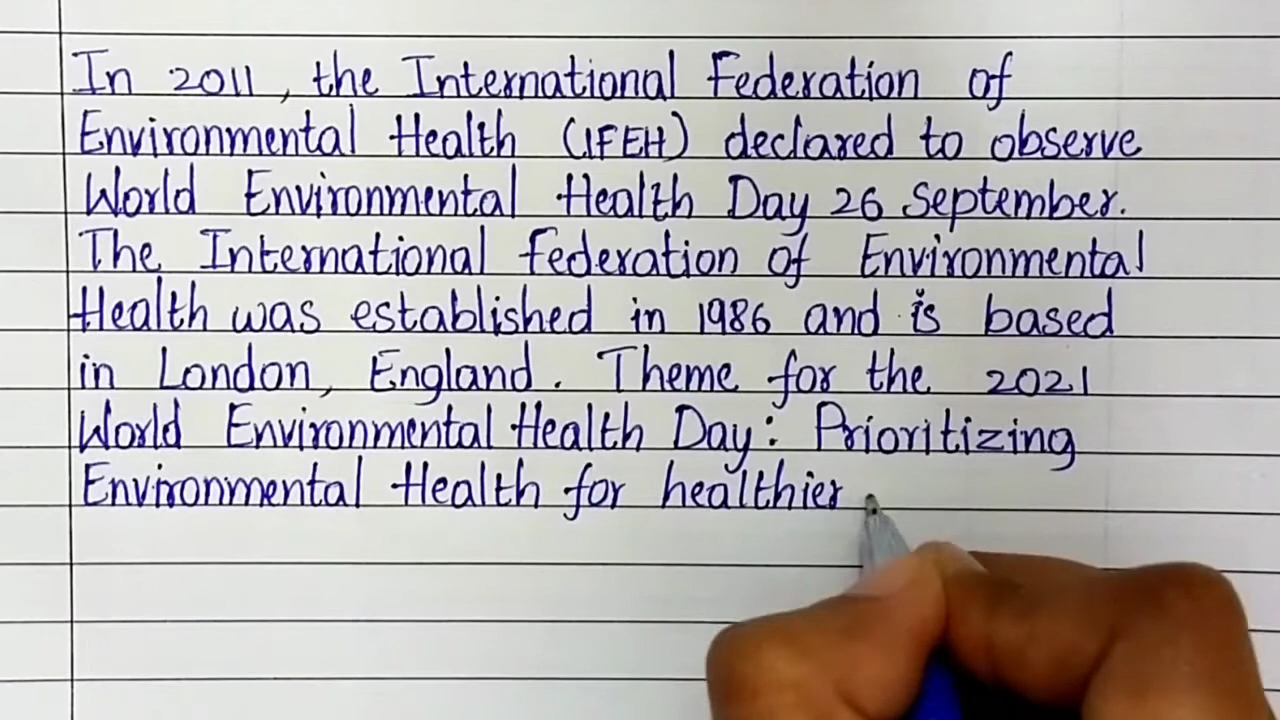 In 2011, the International Federation of
Environmental Health (IFEH) declared to observe
World Environmental Health Day 26 September.
The International federation of Environmental
Health was established in 1986 and is based
in London, England. Theme for the 2021
World Environmental Health Day: Prioritizing
Environmental Health for healthier